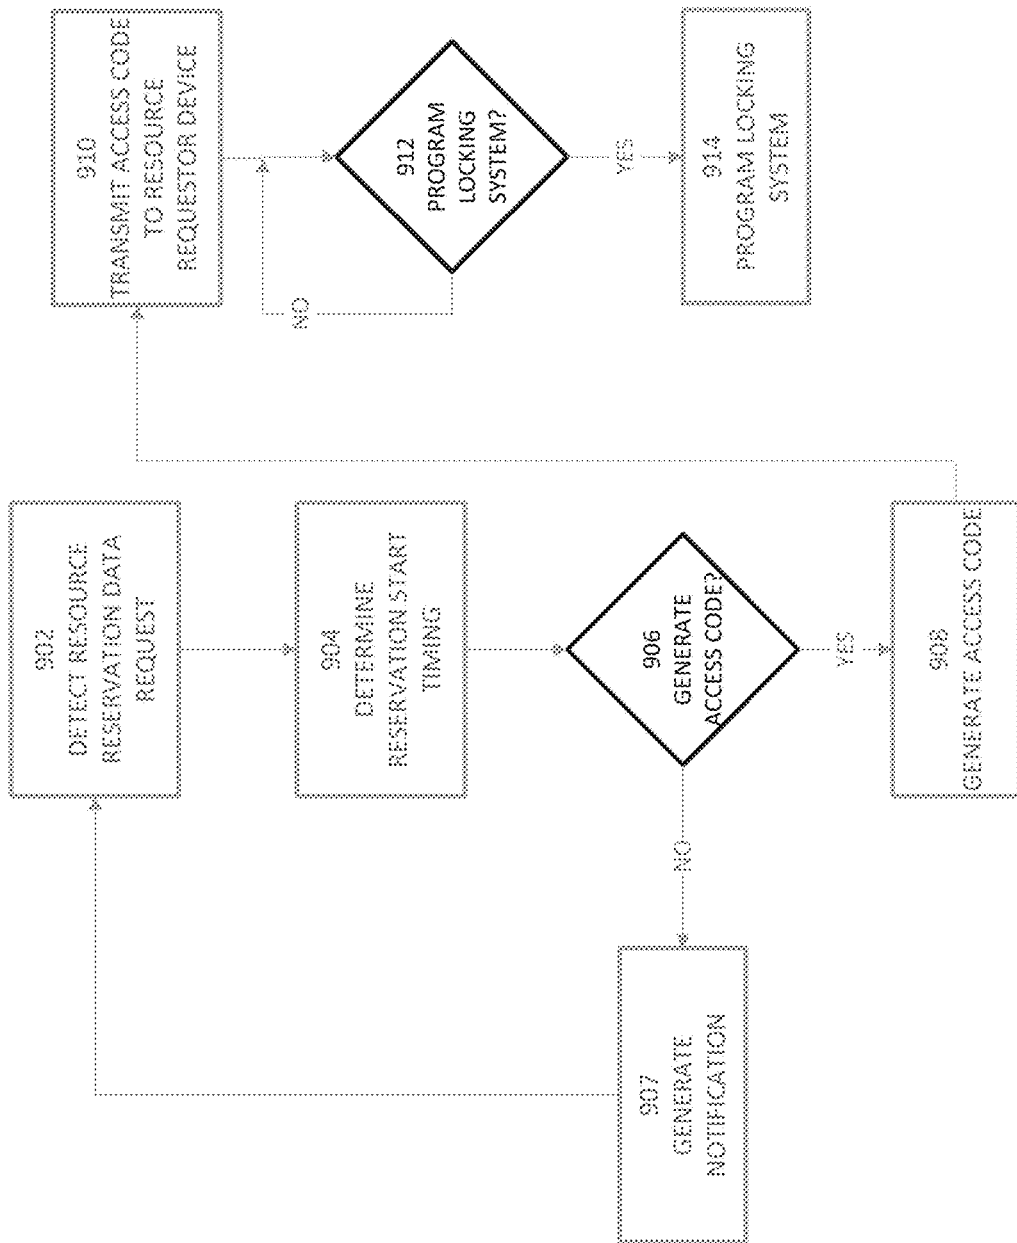 902
DETECT RESOURCE
RESERVATION DATA
REQUEST
904
DETERMINE
RESERVATION START
TIMING
906
GENERATE
ACCESS CODE?
NO
907
GENERATE
NOTIFICATION
YES
908
GENERATE ACCESS CODE
910
TRANSMIT ACCESS CODE
TO RESOURCE
REQUESTOR DEVICE
912
PROGRAM
LOCKING
SYSTEM?
NO
YES
914
PROGRAM LOCKING
SYSTEM